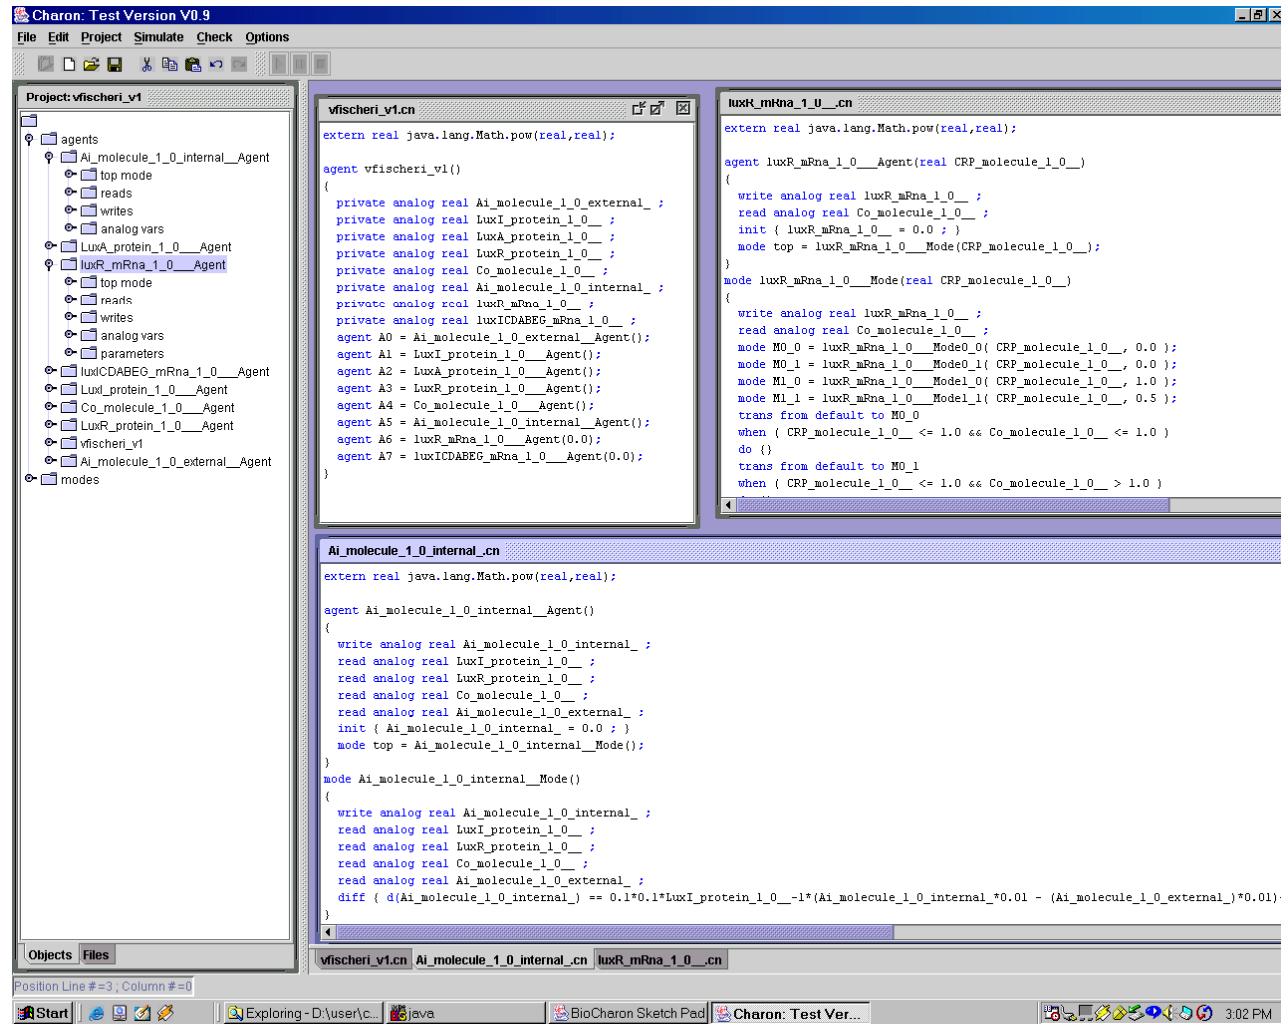 Charon: Test Version V0.9
File Edit Project Simulate Check Options
Project: vfischeri_v1
agents
Ai_molecule_1_0_internal__Agent
top mode
reads
writes
analog vars
LuxA_protein_1_0___Agent
luxR_mRna_1_0___Agent
top mode
reads
writes
analog vars
parameters
luxICDABEG_mRna_1_0___Agent
LuxI_protein_1_0___Agent
Co_molecule_1_0___Agent
LuxR_protein_1_0___Agent
vfischeri_v1
Ai_molecule_1_0_external__Agent
modes
Objects Files
vfischeri_v1.cn
extern real java.lang.Math.pow(real,real);
agent vfischeri_v1()
{
private analog real Ai_molecule_1_0_external_ ;
private analog real LuxI_protein_1_0__ ;
private analog real LuxA_protein_1_0__ ;
private analog real LuxR_protein_1_0__ ;
private analog real Co_molecule_1_0__ ;
private analog real Ai_molecule_1_0_internal_ ;
private analog real luxR_mRna_1_0__ ;
private analog real luxICDABEG_mRna_1_0__ ;
agent A0 = Ai_molecule_1_0_external__Agent();
agent A1 = LuxI_protein_1_0___Agent();
agent A2 = LuxA_protein_1_0___Agent();
agent A3 = LuxR_protein_1_0___Agent();
agent A4 = Co_molecule_1_0___Agent();
agent A5 = Ai_molecule_1_0_internal__Agent();
agent A6 = luxR_mRna_1_0___Agent(0.0);
agent A7 = luxICDABEG_mRna_1_0___Agent(0.0);
}
luxR_mRna_1_0__.cn
extern real java.lang.Math.pow(real,real);
agent luxR_mRna_1_0___Agent(real CRP_molecule_1_0__)
{
write analog real luxR_mRna_1_0__ ;
read analog real Co_molecule_1_0__ ;
init { luxR_mRna_1_0__ = 0.0 ; }
mode top = luxR_mRna_1_0___Mode(CRP_molecule_1_0__);
}
mode luxR_mRna_1_0___Mode(real CRP_molecule_1_0__)
{
write analog real luxR_mRna_1_0__ ;
read analog real Co_molecule_1_0__ ;
mode M0_0 = luxR_mRna_1_0___Mode0_0( CRP_molecule_1_0__, 0.0 );
mode M0_1 = luxR_mRna_1_0___Mode0_1( CRP_molecule_1_0__, 0.0 );
mode M1_0 = luxR_mRna_1_0___Mode1_0( CRP_molecule_1_0__, 1.0 );
mode M1_1 = luxR_mRna_1_0___Mode1_1( CRP_molecule_1_0__, 0.5 );
trans from default to M0_0
when ( CRP_molecule_1_0__ <= 1.0 && Co_molecule_1_0__ <= 1.0 )
do {}
trans from default to M0_1
when ( CRP_molecule_1_0__ <= 1.0 && Co_molecule_1_0__ > 1.0 )
Ai_molecule_1_0_internal_.cn
extern real java.lang.Math.pow(real,real);
agent Ai_molecule_1_0_internal__Agent()
{
write analog real Ai_molecule_1_0_internal_ ;
read analog real LuxI_protein_1_0__ ;
read analog real LuxR_protein_1_0__ ;
read analog real Co_molecule_1_0__ ;
read analog real Ai_molecule_1_0_external_ ;
init { Ai_molecule_1_0_internal_ = 0.0 ; }
mode top = Ai_molecule_1_0_internal__Mode();
}
mode Ai_molecule_1_0_internal__Mode()
{
write analog real Ai_molecule_1_0_internal_ ;
read analog real LuxI_protein_1_0__ ;
read analog real LuxR_protein_1_0__ ;
read analog real Co_molecule_1_0__ ;
read analog real Ai_molecule_1_0_external_ ;
diff { d(Ai_molecule_1_0_internal_) == 0.1*0.1*LuxI_protein_1_0__-1*(Ai_molecule_1_0_internal_*0.01 - (Ai_molecule_1_0_external_)*0.01)
}
vfischeri_v1.cn Ai_molecule_1_0_internal_.cn luxR_mRna_1_0__.cn
Position Line #=3 ; Column #=0
Start Exploring - D:\user\c... java BioCharon Sketch Pad Charon: Test Ver... 3:02 PM